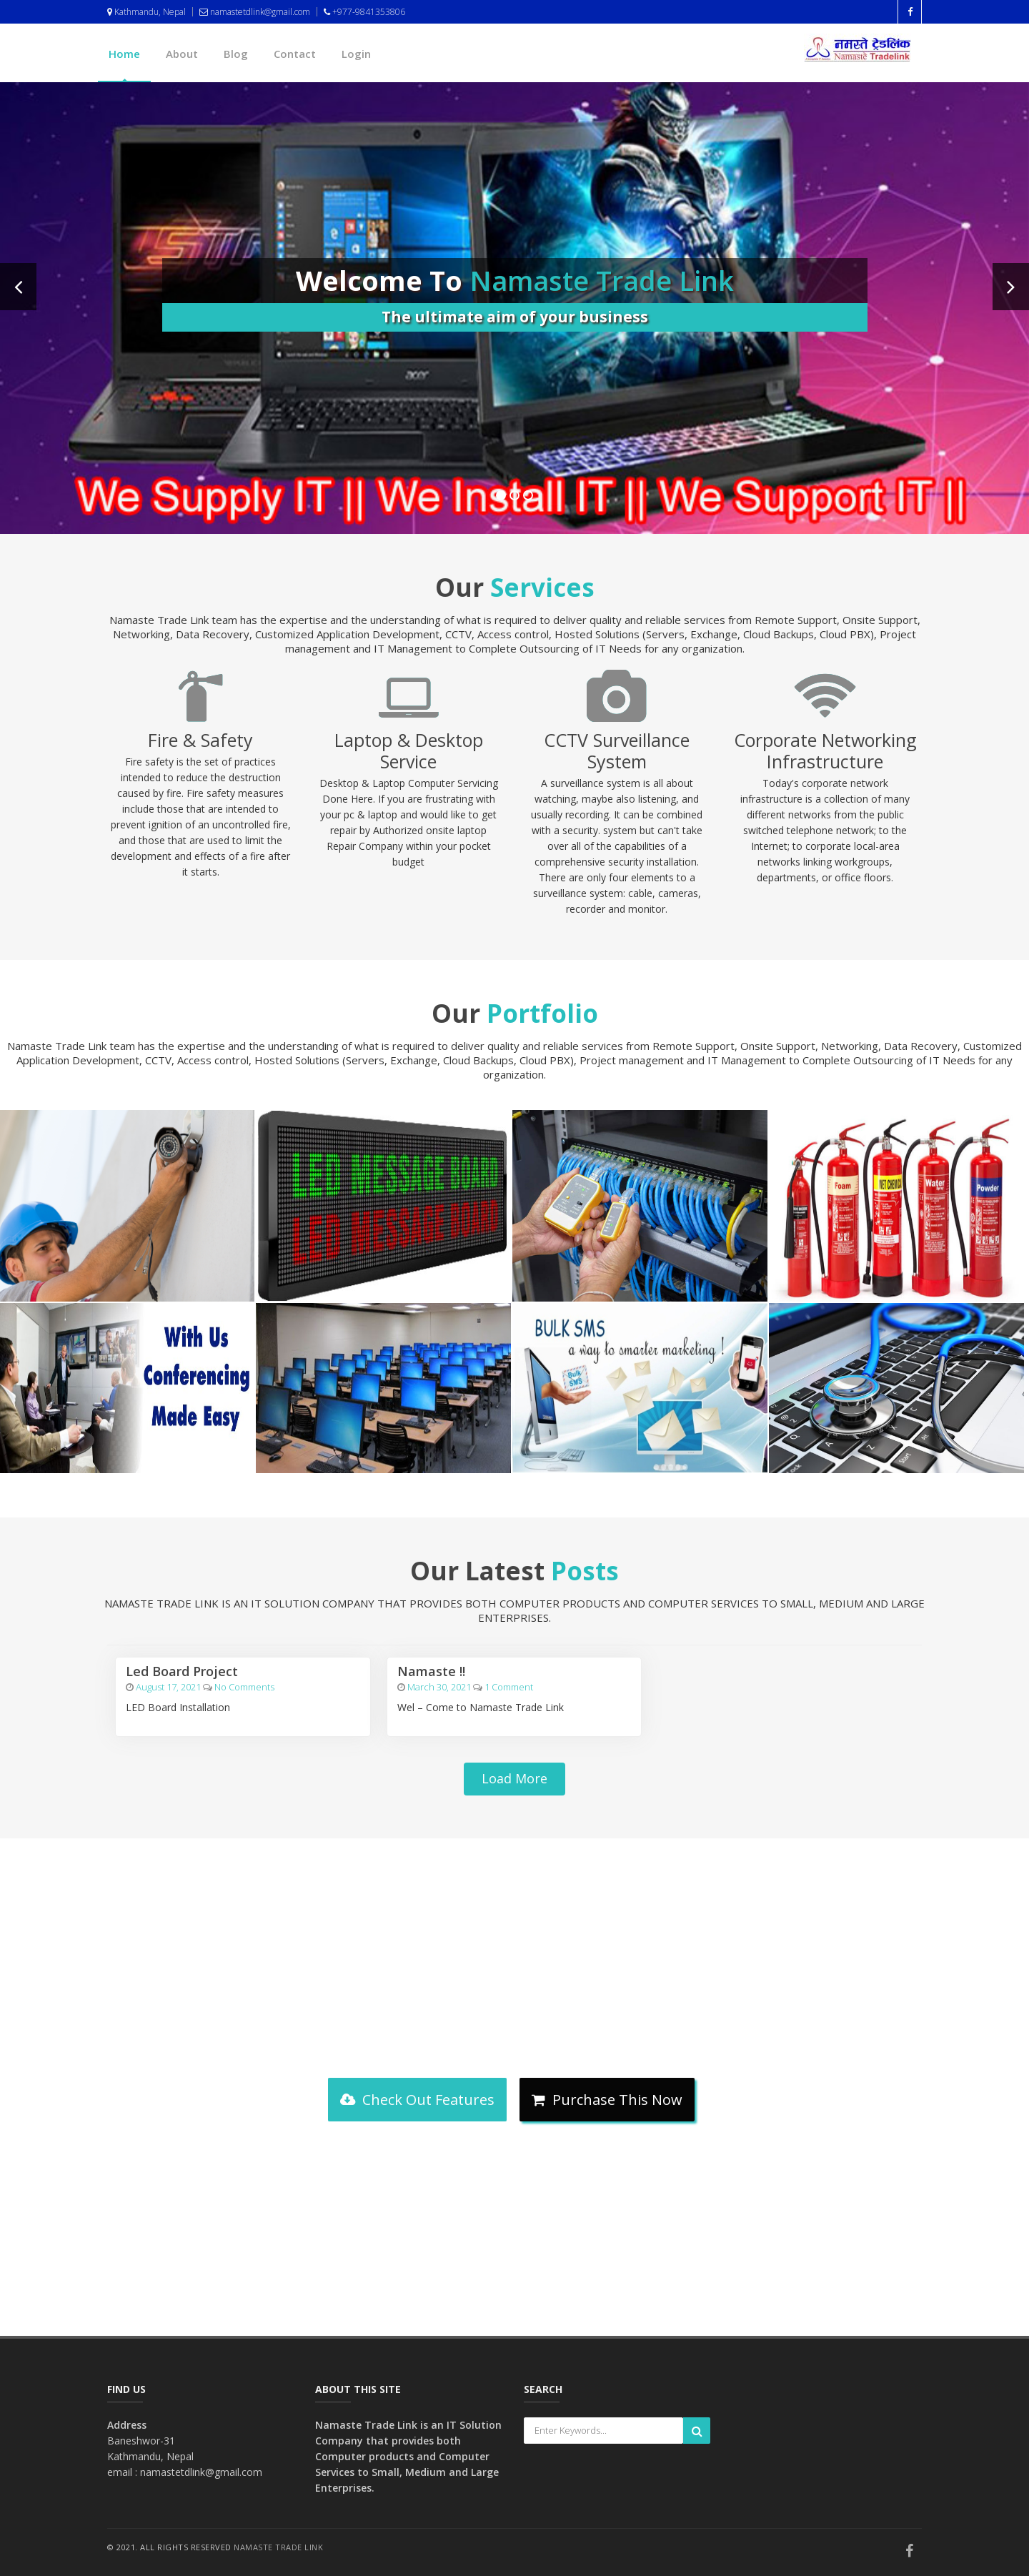 Kathmandu, Nepal | namastetdlink@gmail.com | +977-9841353806
Home About Blog Contact Login
नमस्ते ट्रेडलिंक
Namaste Tradelink
acer
Welcome To Namaste Trade Link
The ultimate aim of your business
We Supply IT || We Install IT || We Support IT ||
Our Services
Namaste Trade Link team has the expertise and the understanding of what is required to deliver quality and reliable services from Remote Support, Onsite Support,
Networking, Data Recovery, Customized Application Development, CCTV, Access control, Hosted Solutions (Servers, Exchange, Cloud Backups, Cloud PBX), Project
management and IT Management to Complete Outsourcing of IT Needs for any organization.
Fire & Safety
Fire safety is the set of practices
intended to reduce the destruction
caused by fire. Fire safety measures
include those that are intended to
prevent ignition of an uncontrolled fire,
and those that are used to limit the
development and effects of a fire after
it starts.
Laptop & Desktop
Service
Desktop & Laptop Computer Servicing
Done Here. If you are frustrating with
your pc & laptop and would like to get
repair by Authorized onsite laptop
Repair Company within your pocket
budget
CCTV Surveillance
System
A surveillance system is all about
watching, maybe also listening, and
usually recording. It can be combined
with a security. system but can't take
over all of the capabilities of a
comprehensive security installation.
There are only four elements to a
surveillance system: cable, cameras,
recorder and monitor.
Corporate Networking
Infrastructure
Today's corporate network
infrastructure is a collection of many
different networks from the public
switched telephone network; to the
Internet; to corporate local-area
networks linking workgroups,
departments, or office floors.
Our Portfolio
Namaste Trade Link team has the expertise and the understanding of what is required to deliver quality and reliable services from Remote Support, Onsite Support, Networking, Data Recovery, Customized
Application Development, CCTV, Access control, Hosted Solutions (Servers, Exchange, Cloud Backups, Cloud PBX), Project management and IT Management to Complete Outsourcing of IT Needs for any
organization.
LED MESSAGE BOARD
LED MESSAGE BOARD
Foam
WET CHEMICAL
Water
Powder
With Us
Conferencing
Made Easy
BULK SMS
a way to smarter marketing !
Bulk
SMS
Our Latest Posts
NAMASTE TRADE LINK IS AN IT SOLUTION COMPANY THAT PROVIDES BOTH COMPUTER PRODUCTS AND COMPUTER SERVICES TO SMALL, MEDIUM AND LARGE
ENTERPRISES.
Led Board Project
August 17, 2021 No Comments
LED Board Installation
Namaste !!
March 30, 2021 1 Comment
Wel – Come to Namaste Trade Link
Load More
Check Out Features
Purchase This Now
FIND US
Address
Baneshwor-31
Kathmandu, Nepal
email : namastetdlink@gmail.com
ABOUT THIS SITE
Namaste Trade Link is an IT Solution
Company that provides both
Computer products and Computer
Services to Small, Medium and Large
Enterprises.
SEARCH
Enter Keywords...
© 2021. ALL RIGHTS RESERVED NAMASTE TRADE LINK